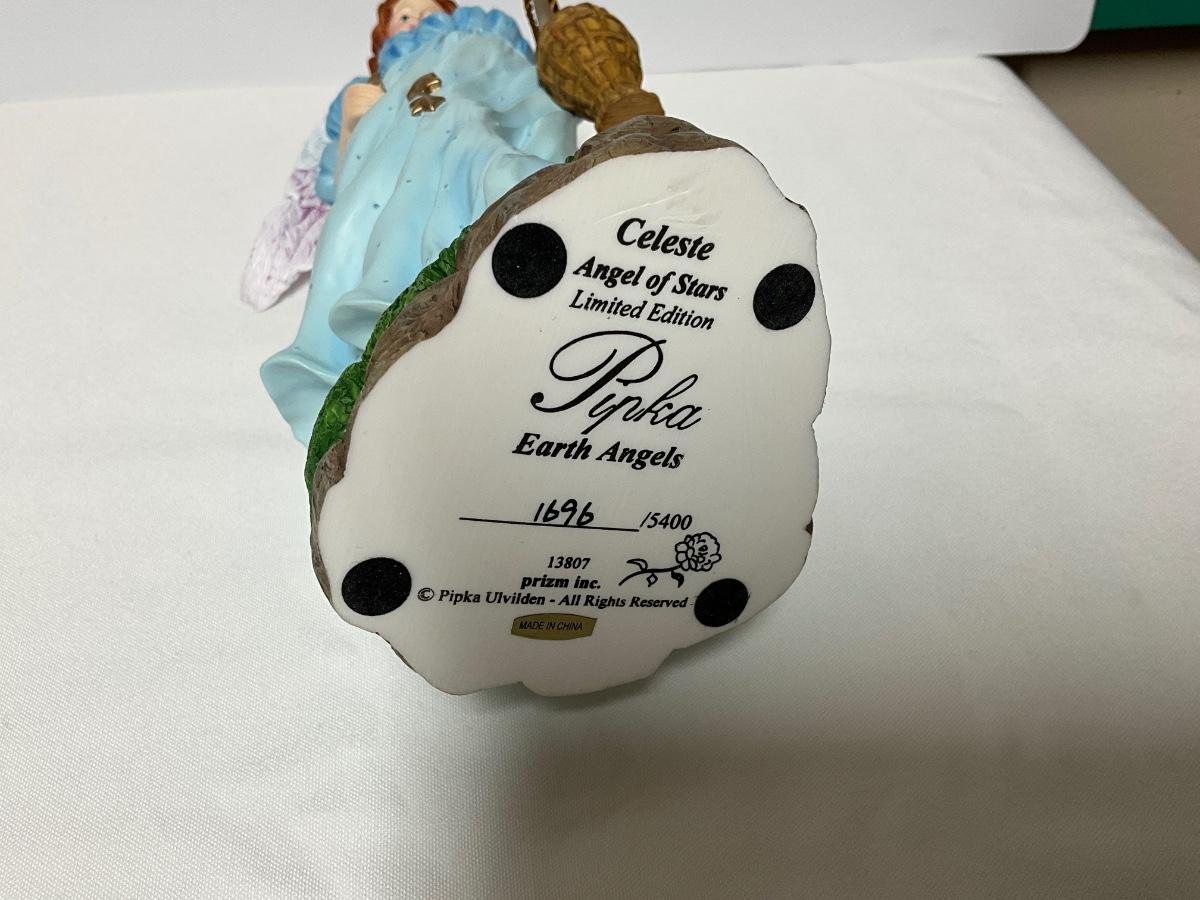 Celeste
Angel of Stars
Limited Edition
Pipka
Earth Angels
1696 /5400
13807
prizm inc.
© Pipka Ulvilden - All Rights Reserved
MADE IN CHINA